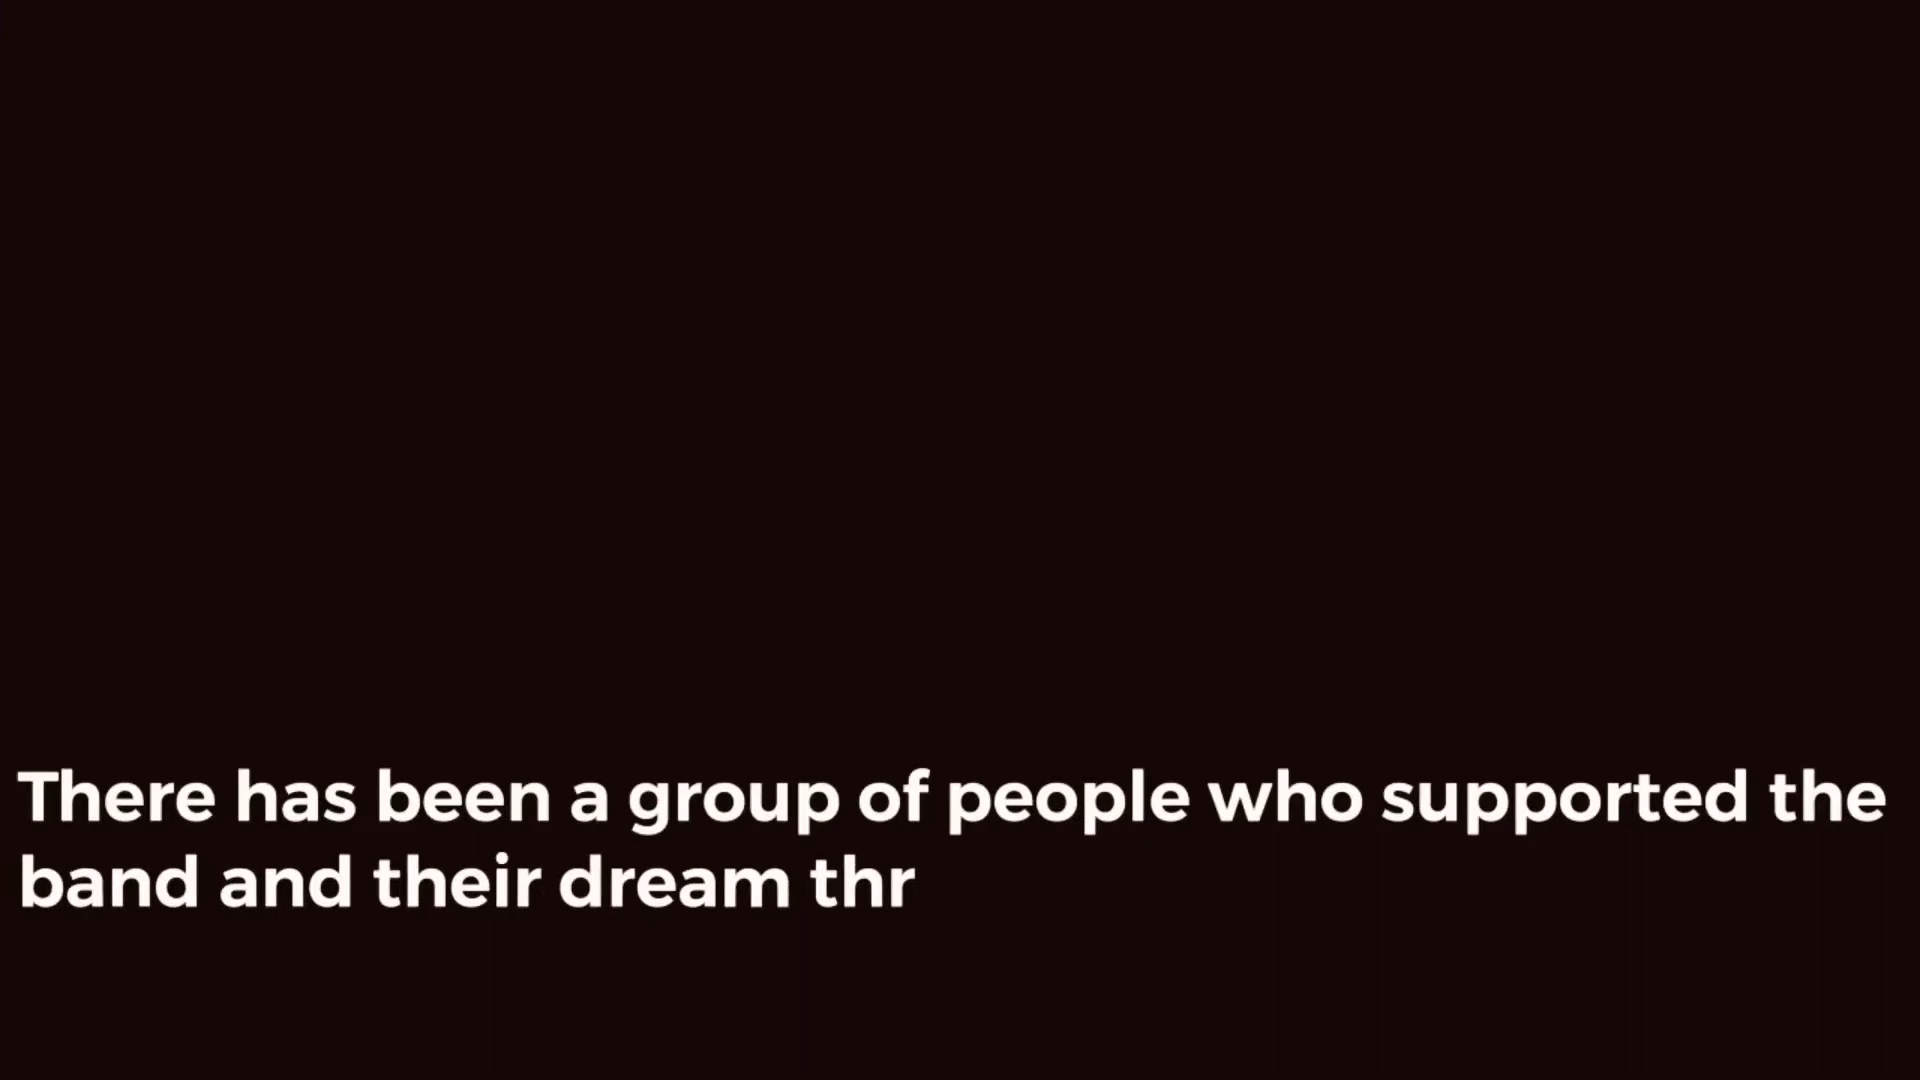 There has been a group of people who supported the
band and their dream thr